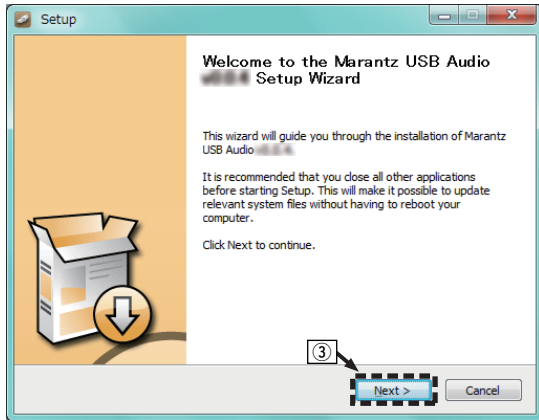 Setup
Welcome to the Marantz USB Audio
Setup Wizard
This wizard will guide you through the installation of Marantz
USB Audio
It is recommended that you close all other applications
before starting Setup. This will make it possible to update
relevant system files without having to reboot your
computer.
Click Next to continue.
③
Next >
Cancel